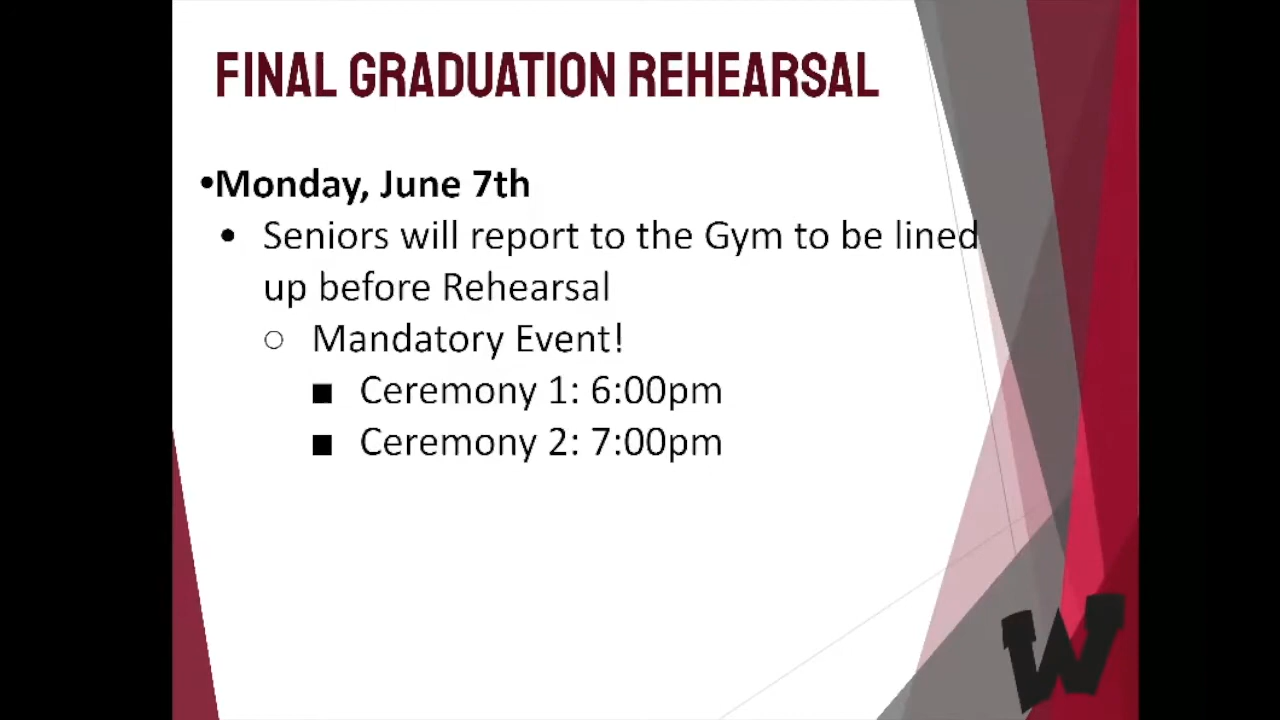 FINAL GRADUATION REHEARSAL
•Monday, June 7th
• Seniors will report to the Gym to be lined
up before Rehearsal
○ Mandatory Event!
■ Ceremony 1: 6:00pm
■ Ceremony 2: 7:00pm
W